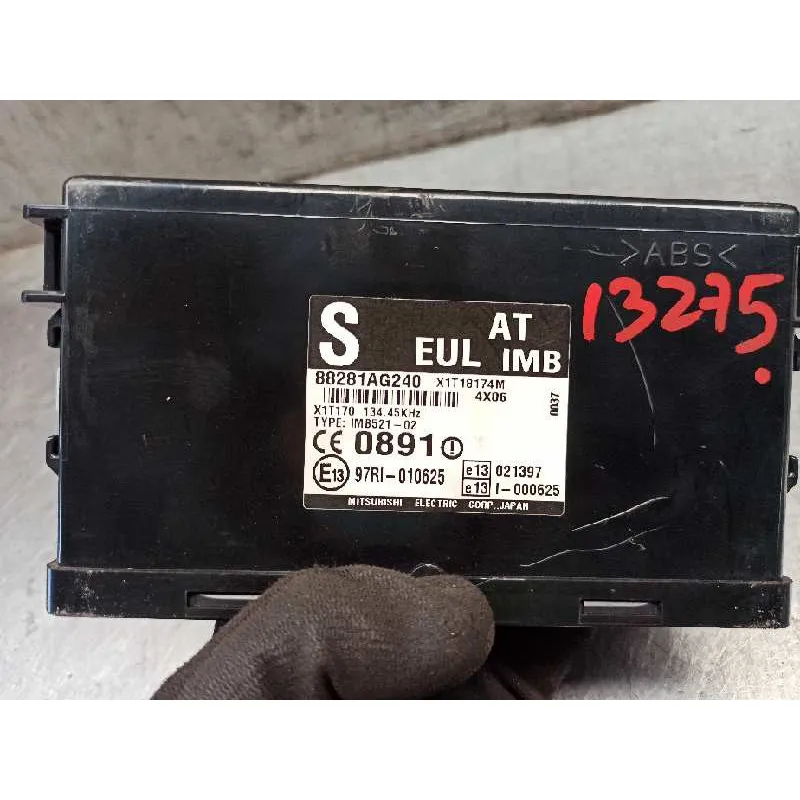 >ABS<
13275.
S AT
EUL IMB
88281AG240 X1T18174M
4X06
0037
X1T170 134.45KHz
TYPE: IMB521-02
CE 0891
E13 97RI-010625
e13 021397
e13 I-000625
MITSUBISHI ELECTRIC CORP.,JAPAN